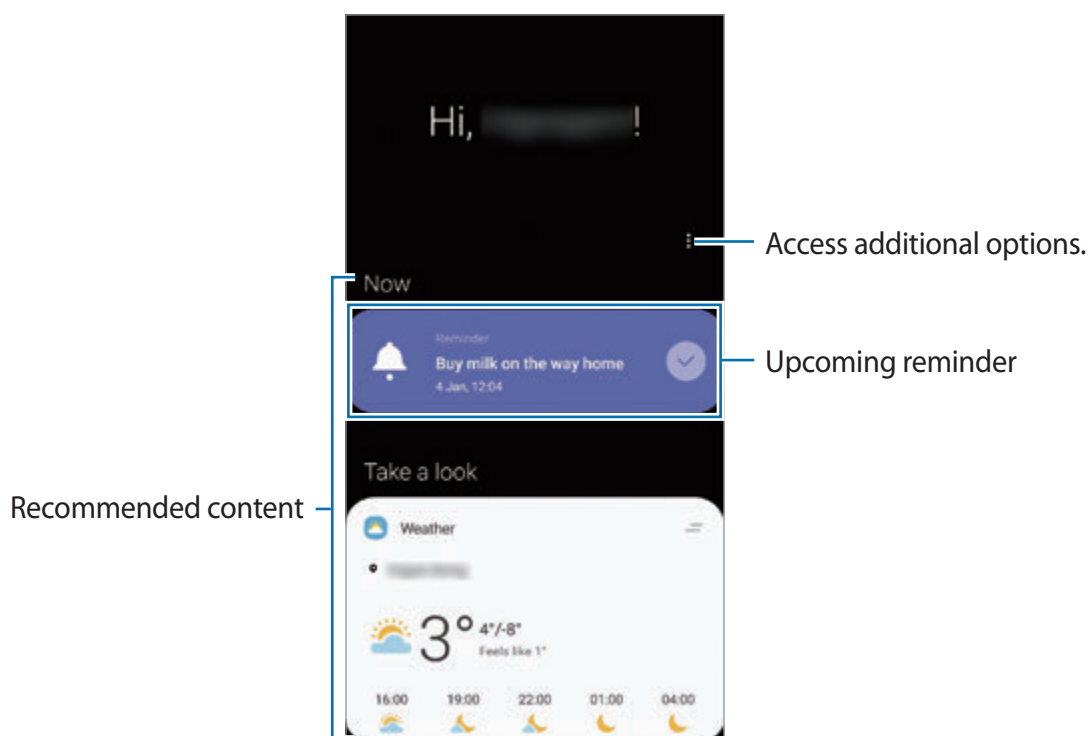 Hi, !
Access additional options.
Now
Reminder
Buy milk on the way home
4 Jan, 12:04
Upcoming reminder
Take a look
Recommended content
Weather
3° 4°/-8°
Feels like 1°
16:00 19:00 22:00 01:00 04:00